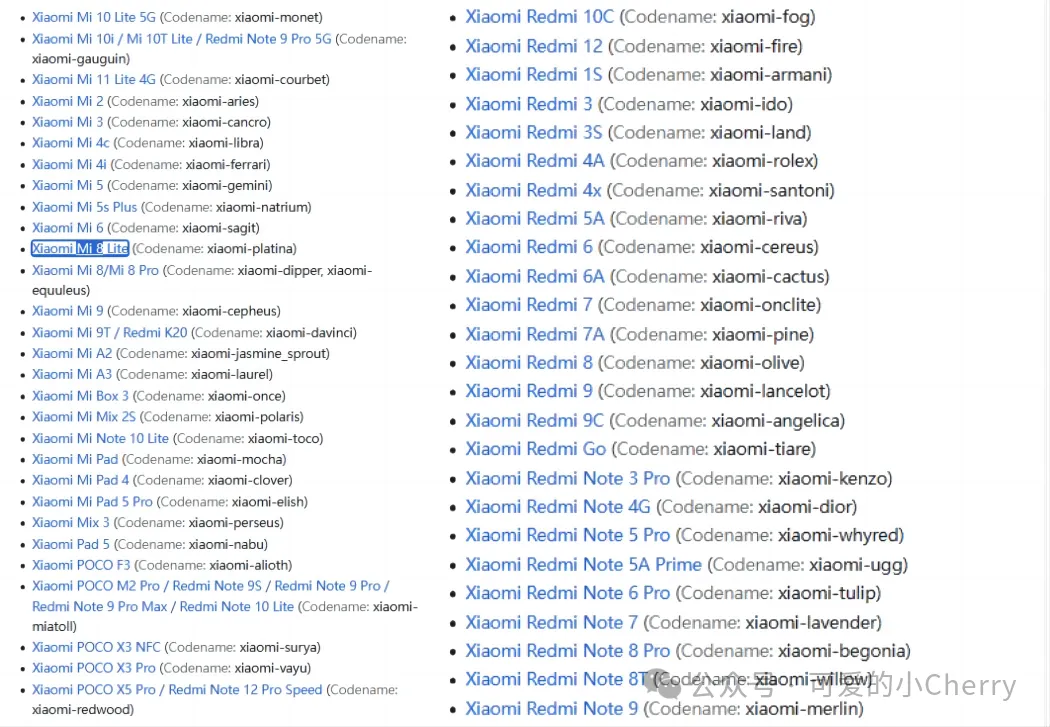 Xiaomi Mi 10 Lite 5G (Codename: xiaomi-monet)
Xiaomi Mi 10i / Mi 10T Lite / Redmi Note 9 Pro 5G (Codename:
xiaomi-gauguin)
Xiaomi Mi 11 Lite 4G (Codename: xiaomi-courbet)
Xiaomi Mi 2 (Codename: xiaomi-aries)
Xiaomi Mi 3 (Codename: xiaomi-cancro)
Xiaomi Mi 4c (Codename: xiaomi-libra)
Xiaomi Mi 4i (Codename: xiaomi-ferrari)
Xiaomi Mi 5 (Codename: xiaomi-gemini)
Xiaomi Mi 5s Plus (Codename: xiaomi-natrium)
Xiaomi Mi 6 (Codename: xiaomi-sagit)
Xiaomi Mi 8 Lite (Codename: xiaomi-platina)
Xiaomi Mi 8/Mi 8 Pro (Codename: xiaomi-dipper, xiaomi-
equuleus)
Xiaomi Mi 9 (Codename: xiaomi-cepheus)
Xiaomi Mi 9T / Redmi K20 (Codename: xiaomi-davinci)
Xiaomi Mi A2 (Codename: xiaomi-jasmine_sprout)
Xiaomi Mi A3 (Codename: xiaomi-laurel)
Xiaomi Mi Box 3 (Codename: xiaomi-once)
Xiaomi Mi Mix 2S (Codename: xiaomi-polaris)
Xiaomi Mi Note 10 Lite (Codename: xiaomi-toco)
Xiaomi Mi Pad (Codename: xiaomi-mocha)
Xiaomi Mi Pad 4 (Codename: xiaomi-clover)
Xiaomi Mi Pad 5 Pro (Codename: xiaomi-elish)
Xiaomi Mix 3 (Codename: xiaomi-perseus)
Xiaomi Pad 5 (Codename: xiaomi-nabu)
Xiaomi POCO F3 (Codename: xiaomi-alioth)
Xiaomi POCO M2 Pro / Redmi Note 9S / Redmi Note 9 Pro /
Redmi Note 9 Pro Max / Redmi Note 10 Lite (Codename: xiaomi-
miatoll)
Xiaomi POCO X3 NFC (Codename: xiaomi-surya)
Xiaomi POCO X3 Pro (Codename: xiaomi-vayu)
Xiaomi POCO X5 Pro / Redmi Note 12 Pro Speed (Codename:
xiaomi-redwood)
Xiaomi Redmi 10C (Codename: xiaomi-fog)
Xiaomi Redmi 12 (Codename: xiaomi-fire)
Xiaomi Redmi 1S (Codename: xiaomi-armani)
Xiaomi Redmi 3 (Codename: xiaomi-ido)
Xiaomi Redmi 3S (Codename: xiaomi-land)
Xiaomi Redmi 4A (Codename: xiaomi-rolex)
Xiaomi Redmi 4x (Codename: xiaomi-santoni)
Xiaomi Redmi 5A (Codename: xiaomi-riva)
Xiaomi Redmi 6 (Codename: xiaomi-cereus)
Xiaomi Redmi 6A (Codename: xiaomi-cactus)
Xiaomi Redmi 7 (Codename: xiaomi-onclite)
Xiaomi Redmi 7A (Codename: xiaomi-pine)
Xiaomi Redmi 8 (Codename: xiaomi-olive)
Xiaomi Redmi 9 (Codename: xiaomi-lancelot)
Xiaomi Redmi 9C (Codename: xiaomi-angelica)
Xiaomi Redmi Go (Codename: xiaomi-tiare)
Xiaomi Redmi Note 3 Pro (Codename: xiaomi-kenzo)
Xiaomi Redmi Note 4G (Codename: xiaomi-dior)
Xiaomi Redmi Note 5 Pro (Codename: xiaomi-whyred)
Xiaomi Redmi Note 5A Prime (Codename: xiaomi-ugg)
Xiaomi Redmi Note 6 Pro (Codename: xiaomi-tulip)
Xiaomi Redmi Note 7 (Codename: xiaomi-lavender)
Xiaomi Redmi Note 8 Pro (Codename: xiaomi-begonia)
Xiaomi Redmi Note 8T (Codename: xiaomi-willow)
公众号 · 可爱的小Cherry
Xiaomi Redmi Note 9 (Codename: xiaomi-merlin)